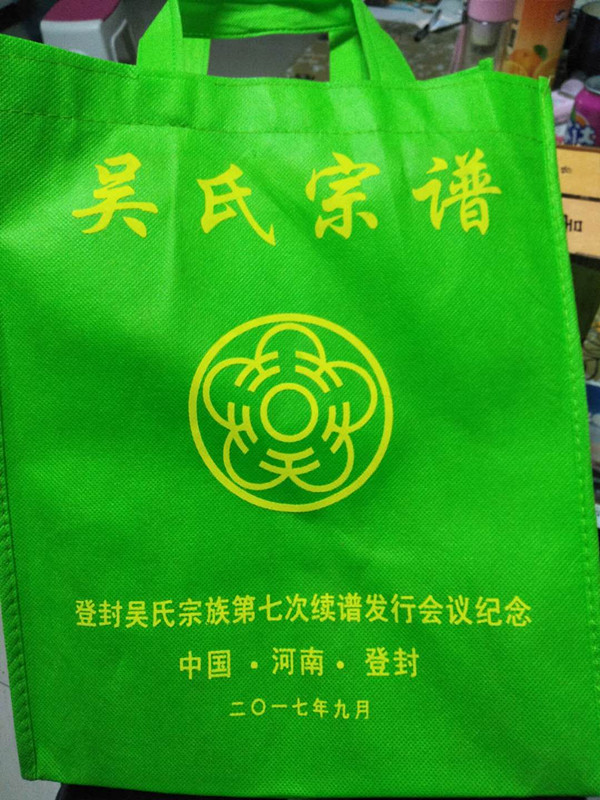 吴氏宗谱
登封吴氏宗族第七次续谱发行会议纪念
中国·河南·登封
二〇一七年九月